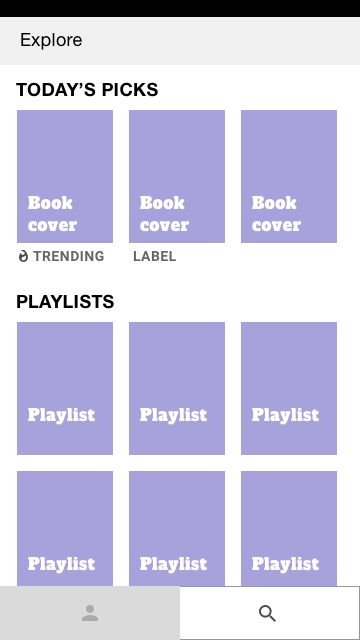 Explore
TODAY’S PICKS
Book cover
Book cover
Book cover
TRENDING
LABEL
PLAYLISTS
Playlist
Playlist
Playlist
Playlist
Playlist
Playlist